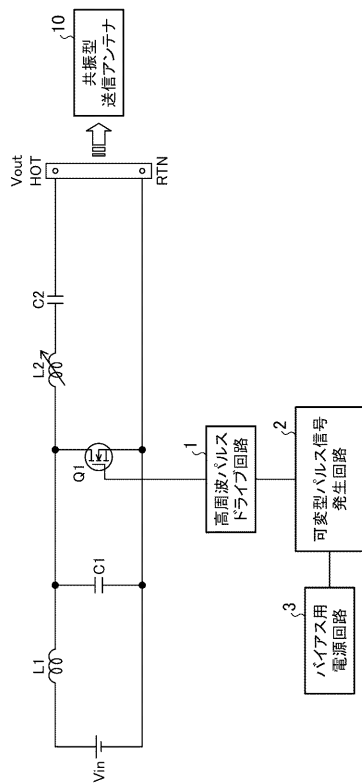 Vin
L1
C1
Q1
L2
C2
Vout
HOT
RTN
10
共振型
送信アンテナ
1
高周波パルス
ドライブ回路
2
可変型パルス信号
発生回路
3
バイアス用
電源回路